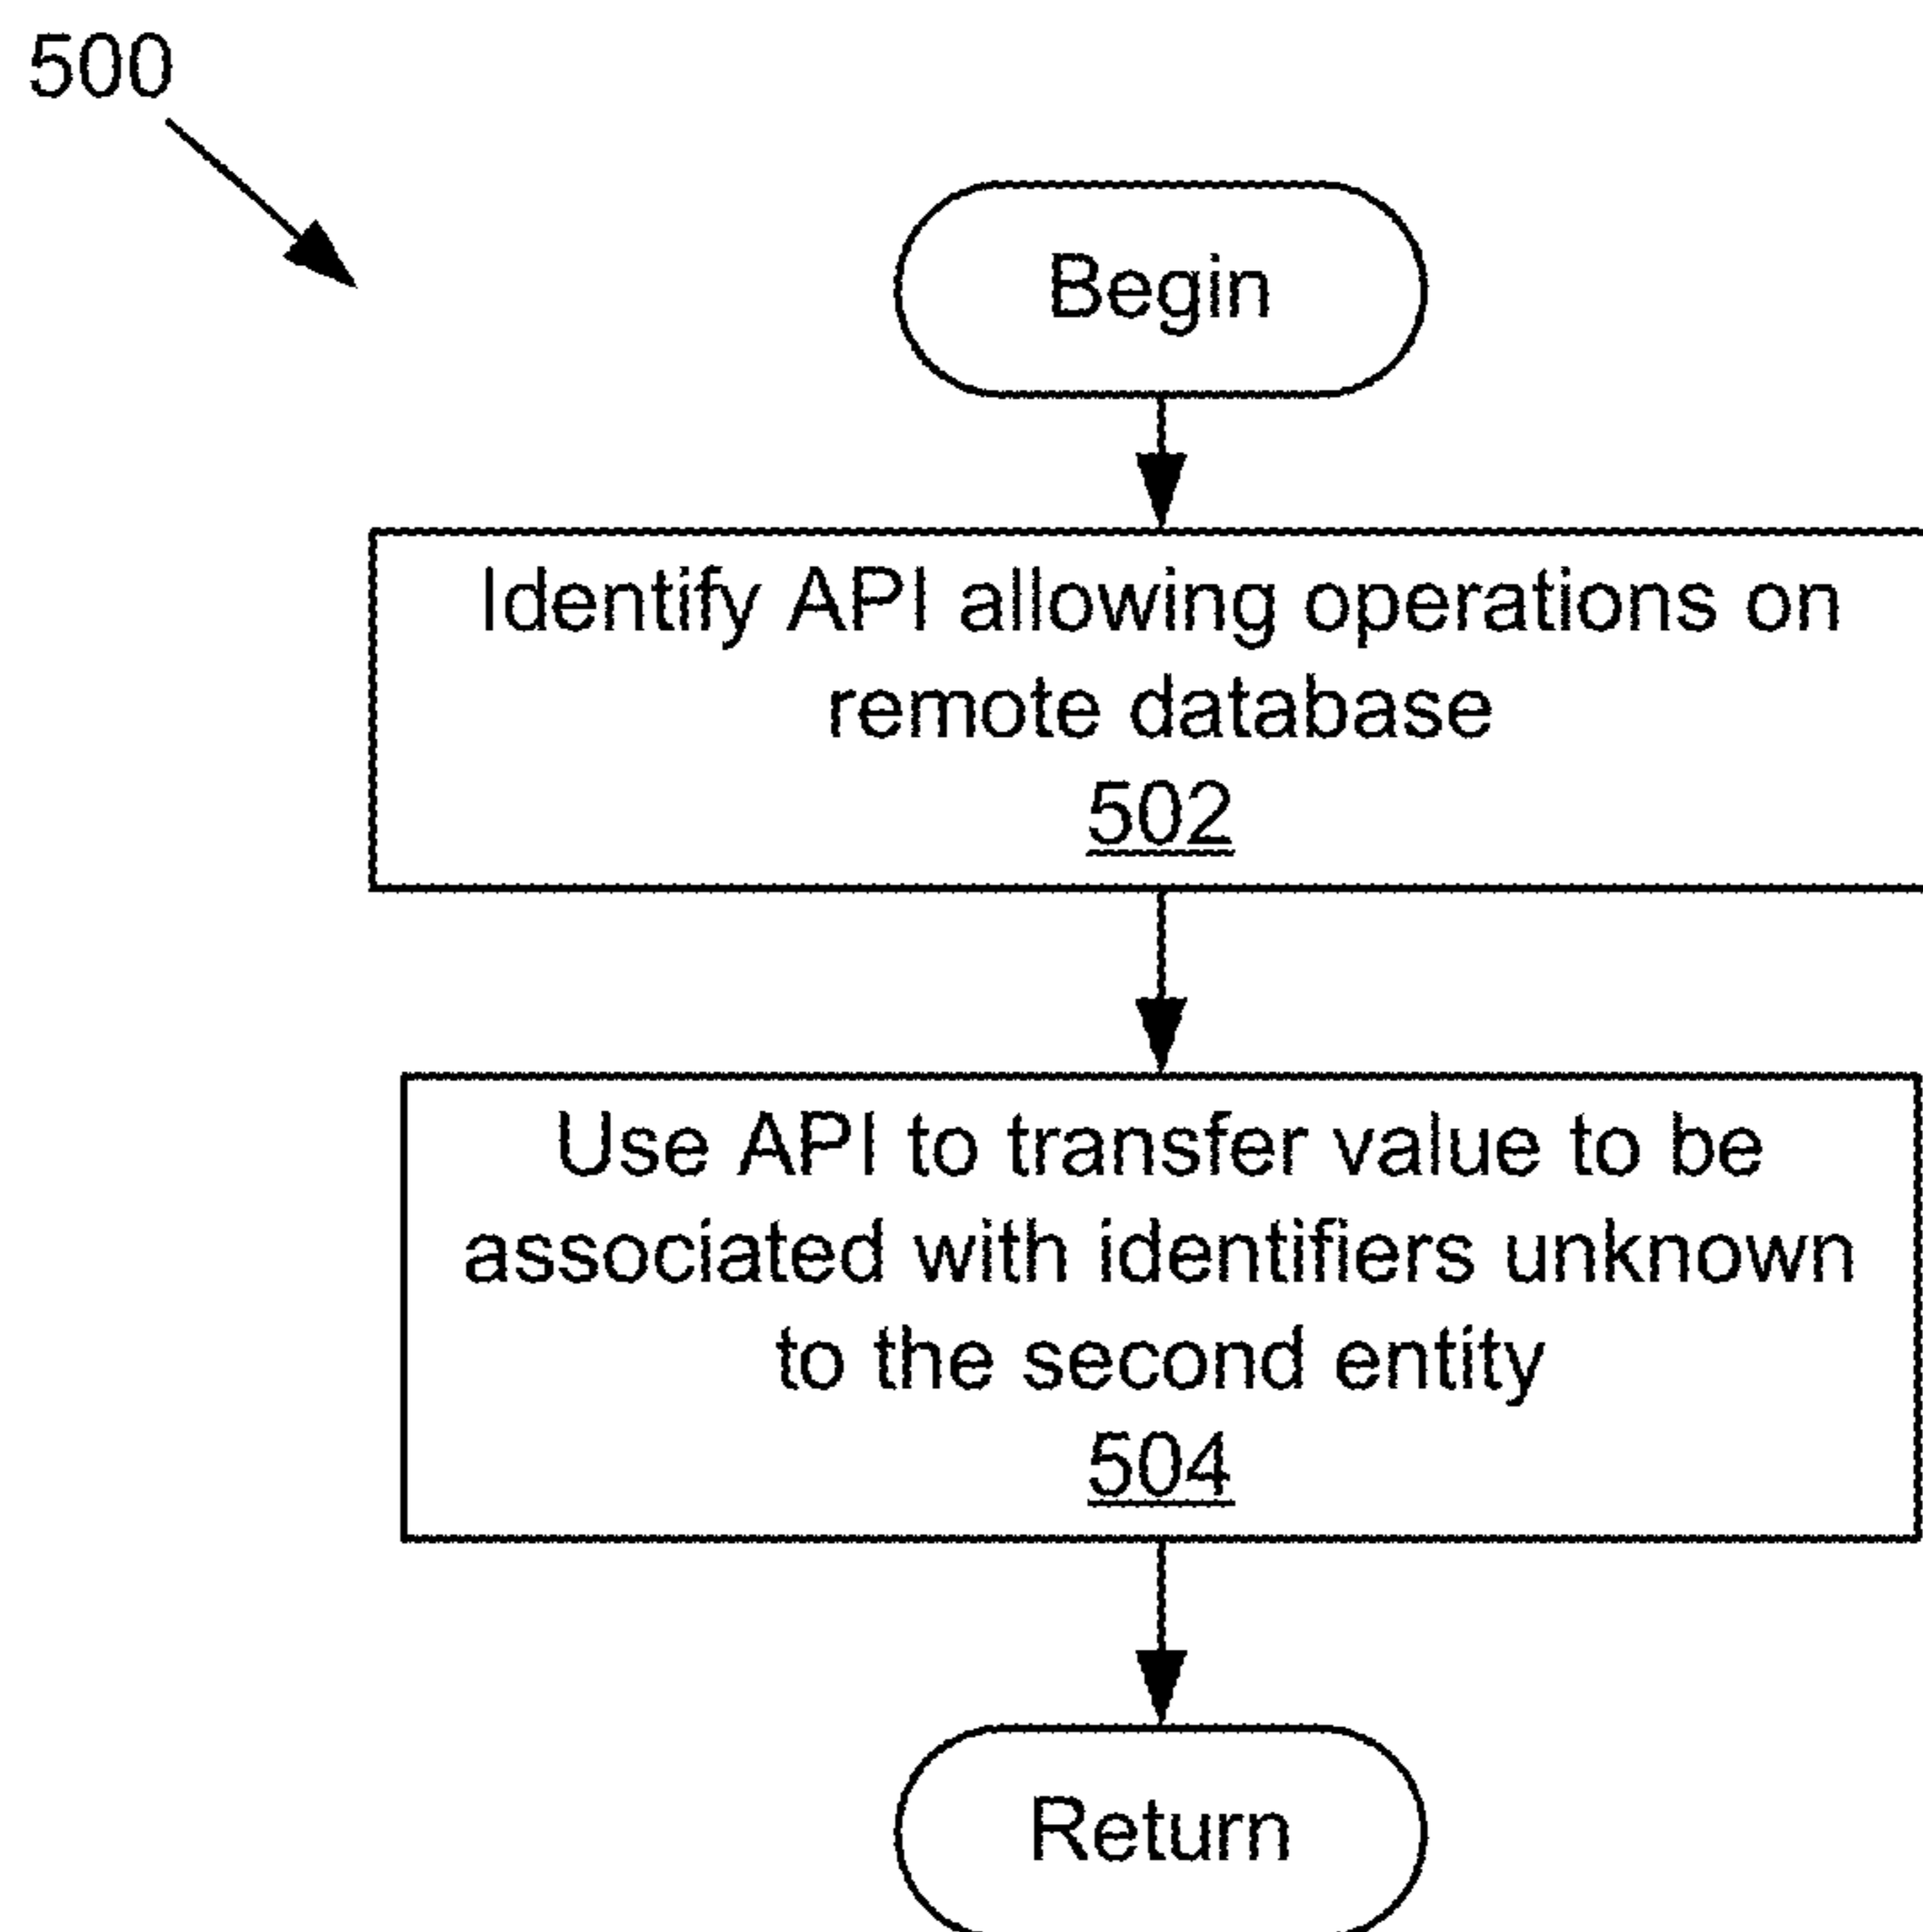 500
Begin
Identify API allowing operations on
remote database
502
Use API to transfer value to be
associated with identifiers unknown
to the second entity
504
Return